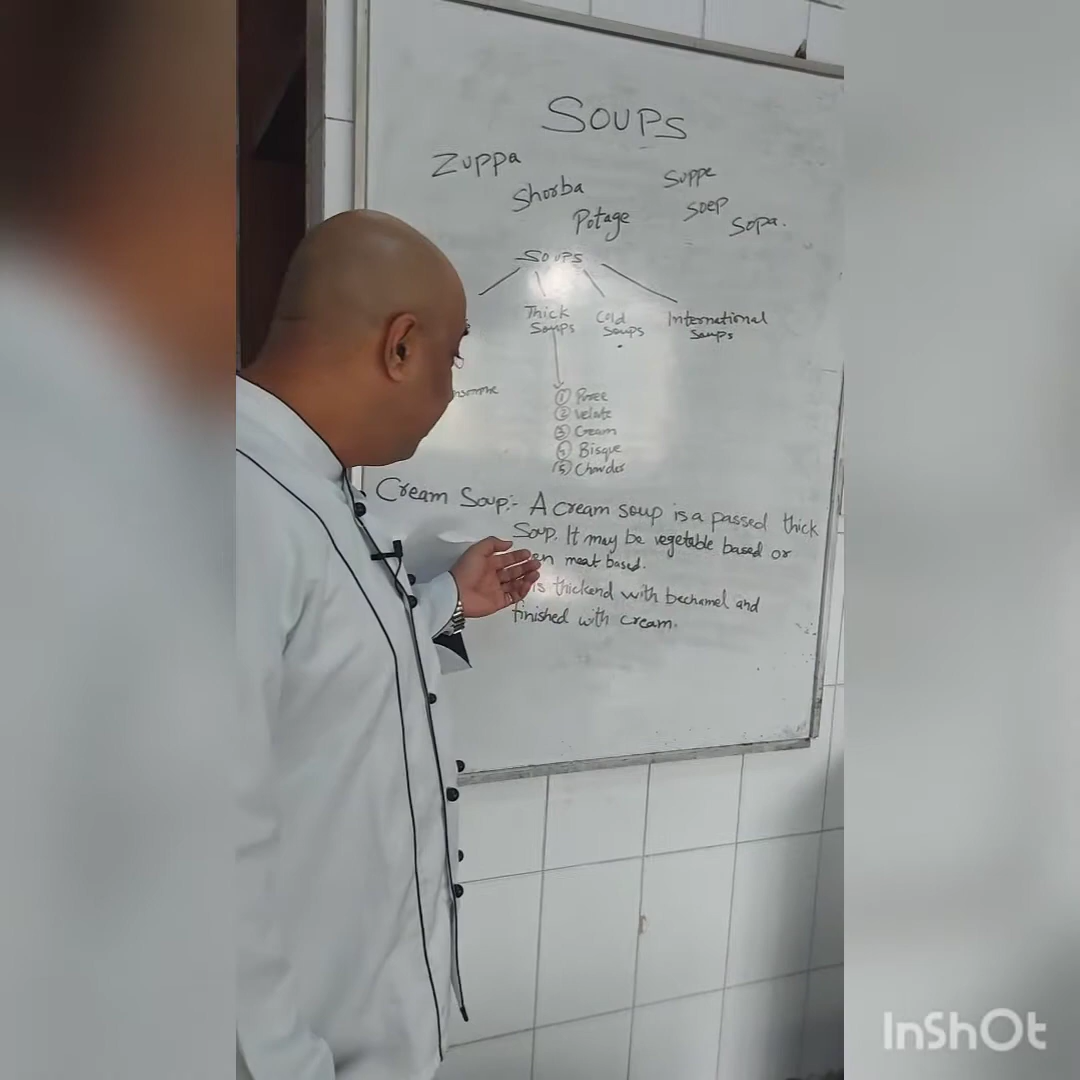 SOUPS
Zuppa
Shorba
Potage
Suppe
Soep
Sopa.
SOUPS
Thick Soups
Cold Soups
International Soups
① Puree
② Velute
③ Cream
④ Bisque
⑤ Chowder
Cream Soup:- A cream soup is a passed thick
Soup. It may be vegetable based or
meat based.
is thickend with bechamel and
finished with cream.
InShOt